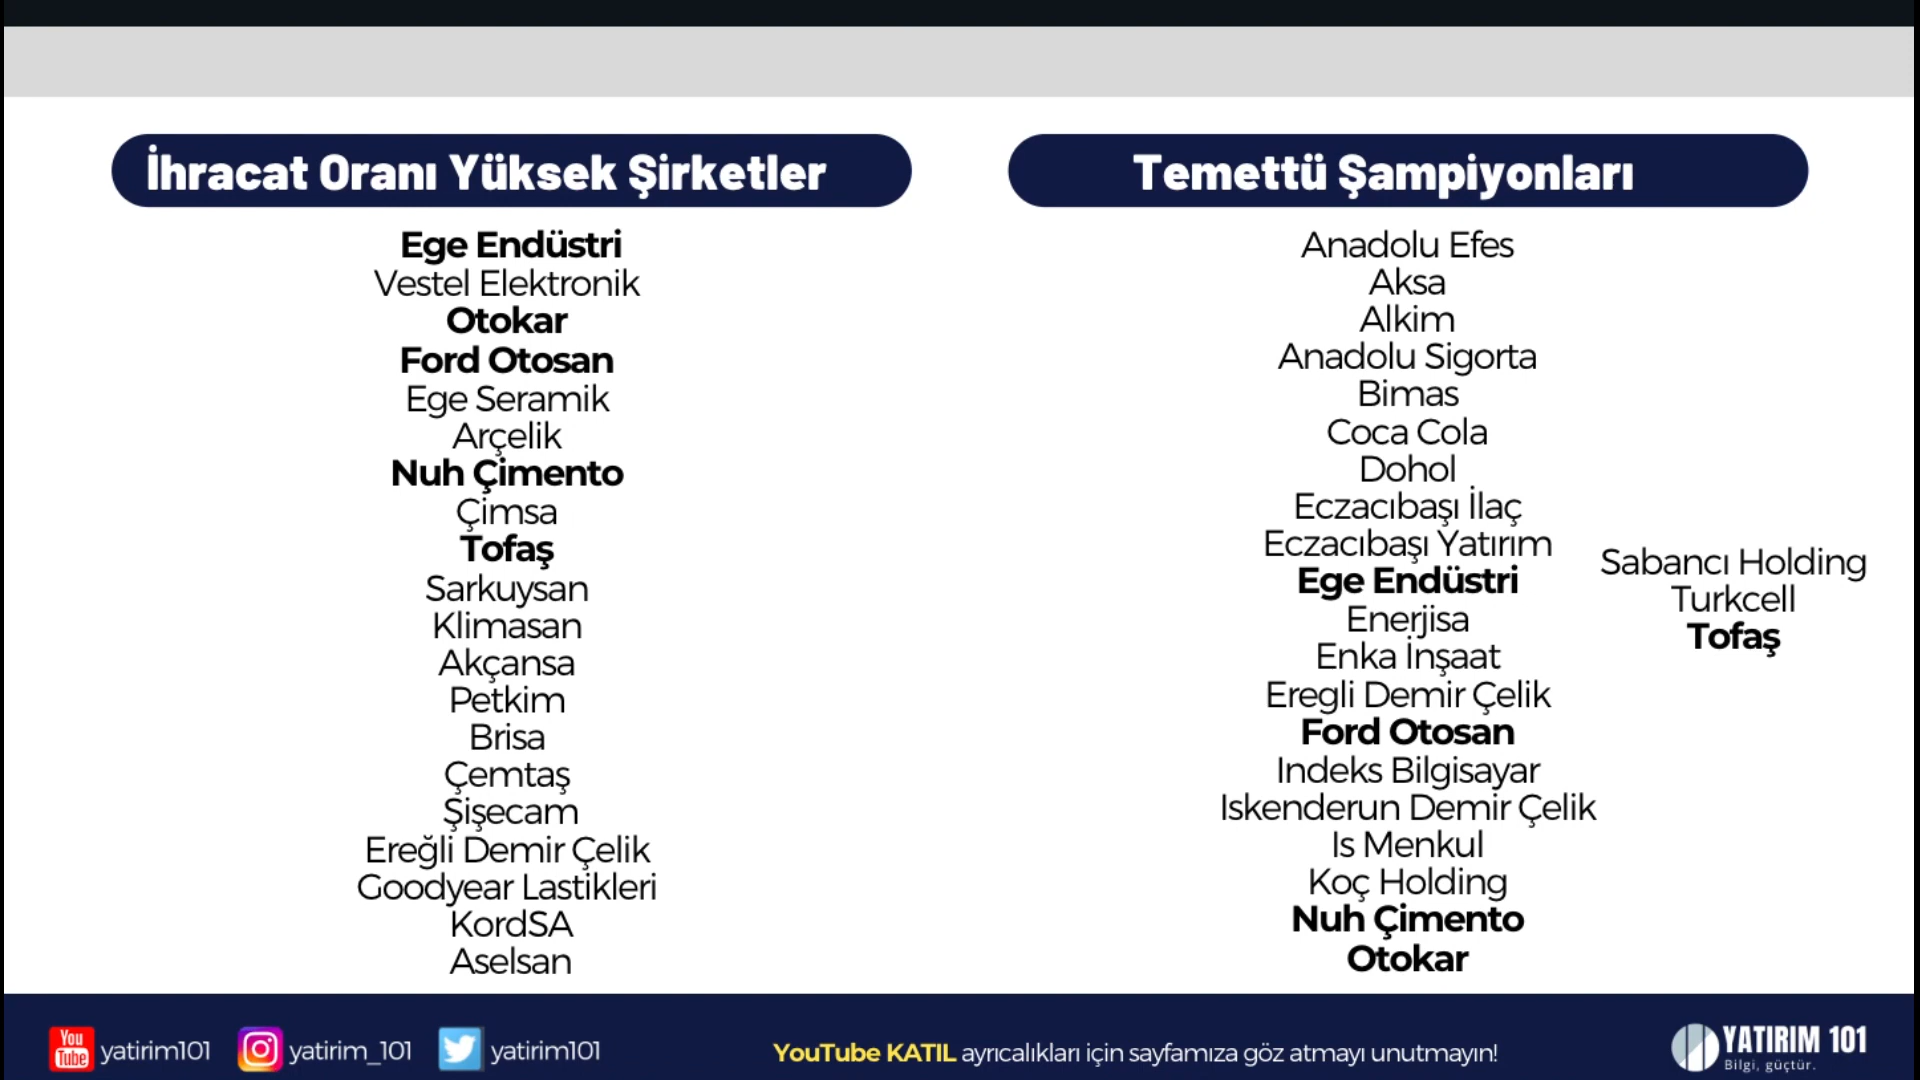 İhracat Oranı Yüksek Şirketler
Ege Endüstri
Vestel Elektronik
Otokar
Ford Otosan
Ege Seramik
Arçelik
Nuh Çimento
Çimsa
Tofaş
Sarkuysan
Klimasan
Akçansa
Petkim
Brisa
Çemtaş
Şişecam
Ereğli Demir Çelik
Goodyear Lastikleri
KordSA
Aselsan
Temettü Şampiyonları
Anadolu Efes
Aksa
Alkim
Anadolu Sigorta
Bimas
Coca Cola
Dohol
Eczacıbaşı İlaç
Eczacıbaşı Yatırım
Ege Endüstri
Enerjisa
Enka İnşaat
Eregli Demir Çelik
Ford Otosan
Indeks Bilgisayar
Iskenderun Demir Çelik
Is Menkul
Koç Holding
Nuh Çimento
Otokar
Sabancı Holding
Turkcell
Tofaş
You
Tube
yatirim101
yatirim_101
yatirim101
YouTube KATIL ayrıcalıkları için sayfamıza göz atmayı unutmayın!
YATIRIM 101
Bilgi, güçtür.